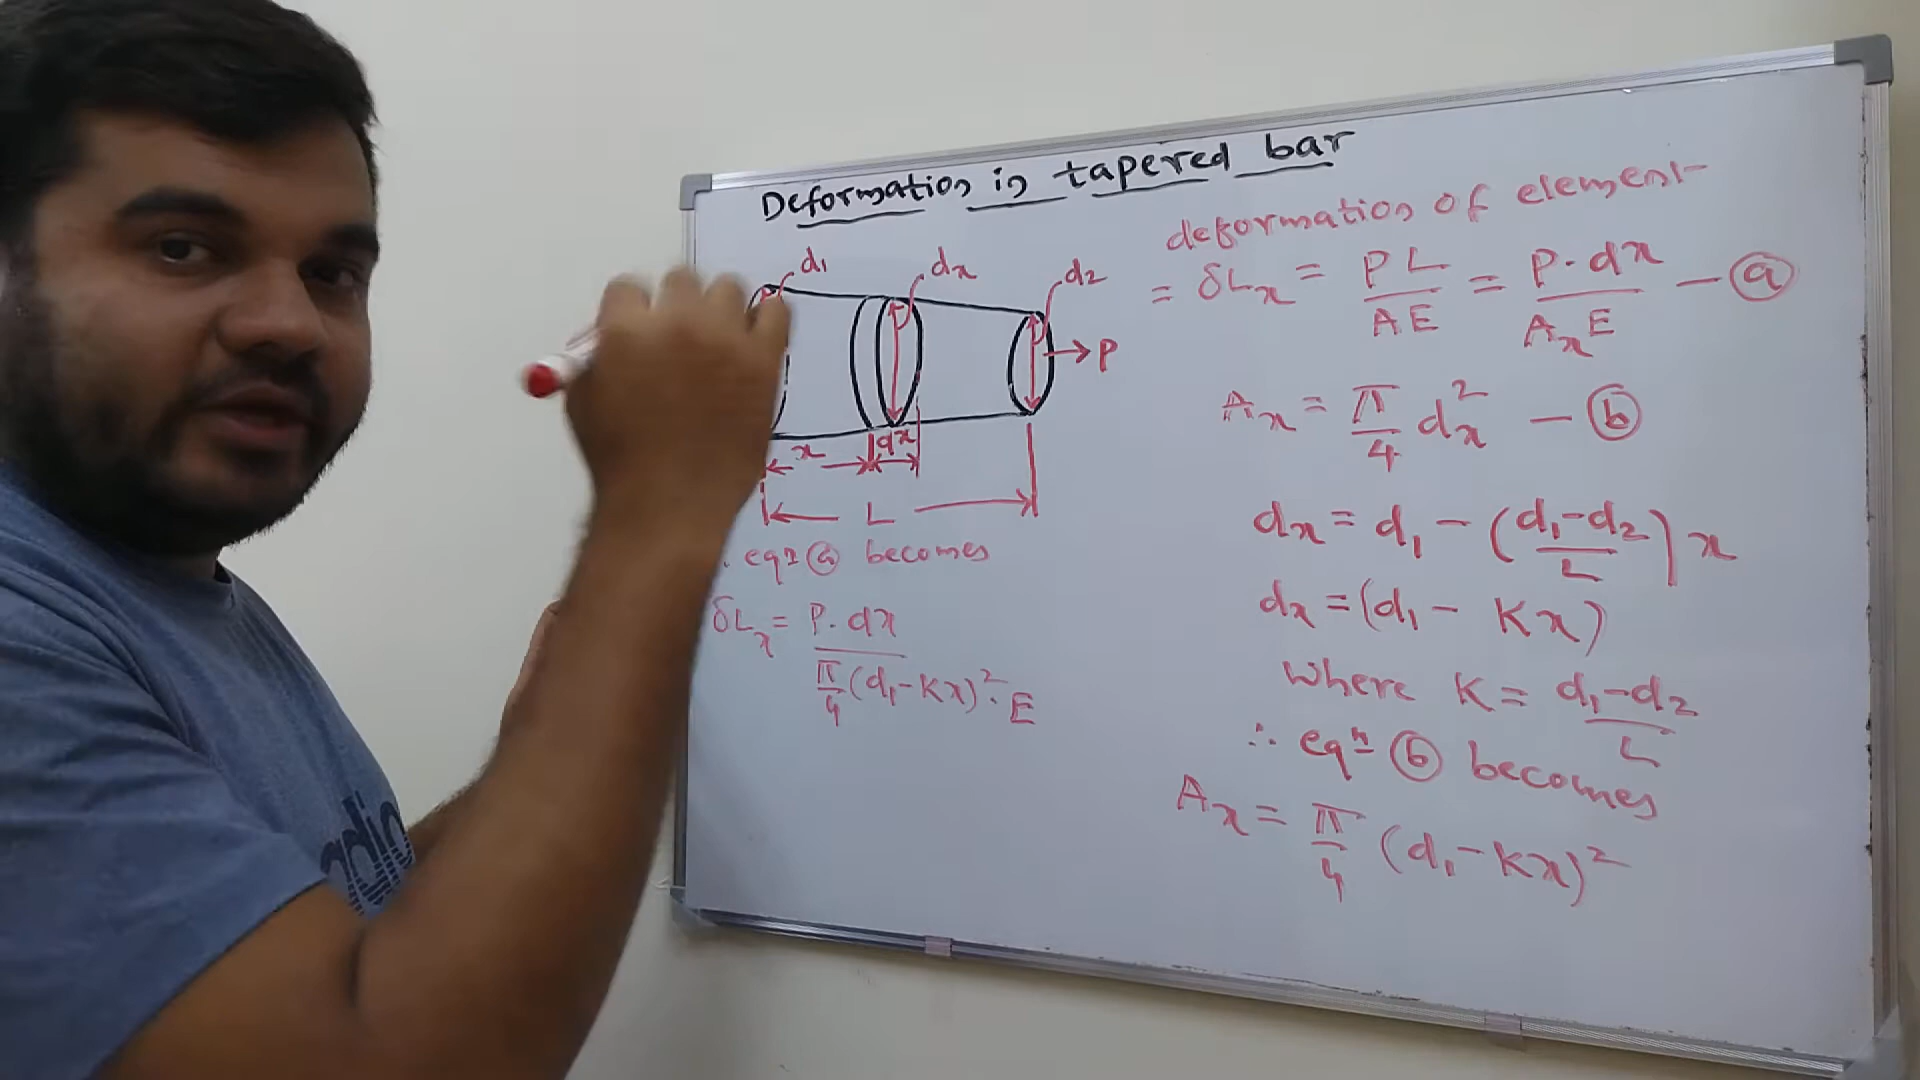 Deformation in tapered bar
d₁
dx
d₂
P
x
dx
L
eqⁿ ⓐ becomes
δLx = P·dx / π/4 (d₁-Kx)²·E
deformation of element
= δLx = PL / AE = P·dx / AxE — ⓐ
Ax = π/4 dx² — ⓑ
dx = d₁ - (d₁-d₂ / L) x
dx = (d₁ - Kx)
where K = d₁-d₂ / L
∴ eqⁿ ⓑ becomes
Ax = π/4 (d₁-Kx)²